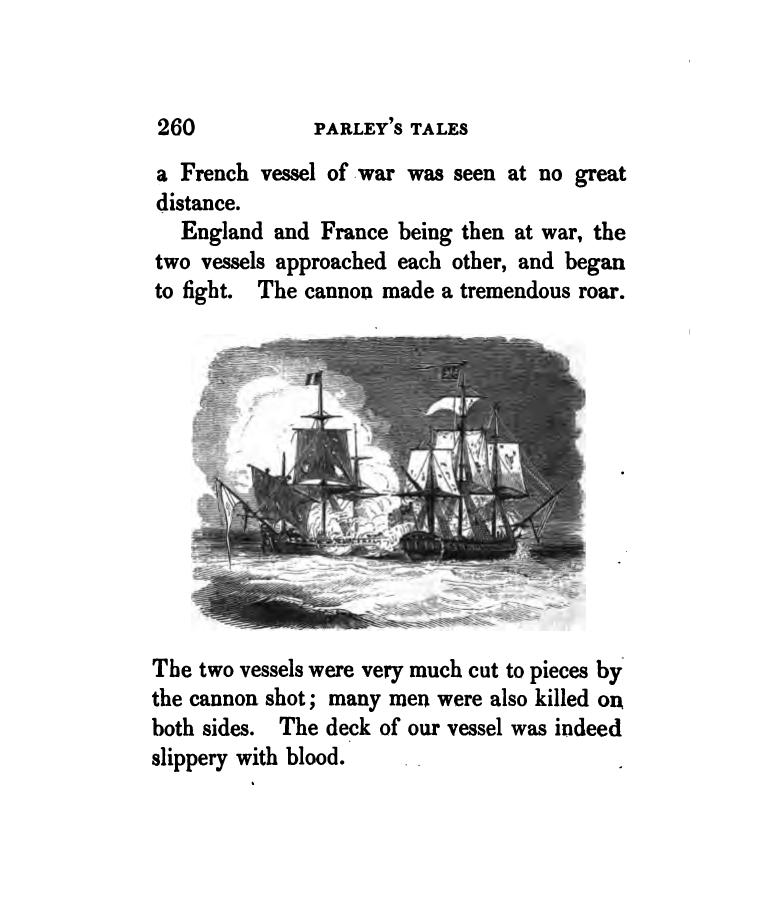 260 PARLEY'S TALES
a French vessel of war was seen at no great
distance.
England and France being then at war, the
two vessels approached each other, and began
to fight. The cannon made a tremendous roar.
The two vessels were very much cut to pieces by
the cannon shot; many men were also killed on
both sides. The deck of our vessel was indeed
slippery with blood.